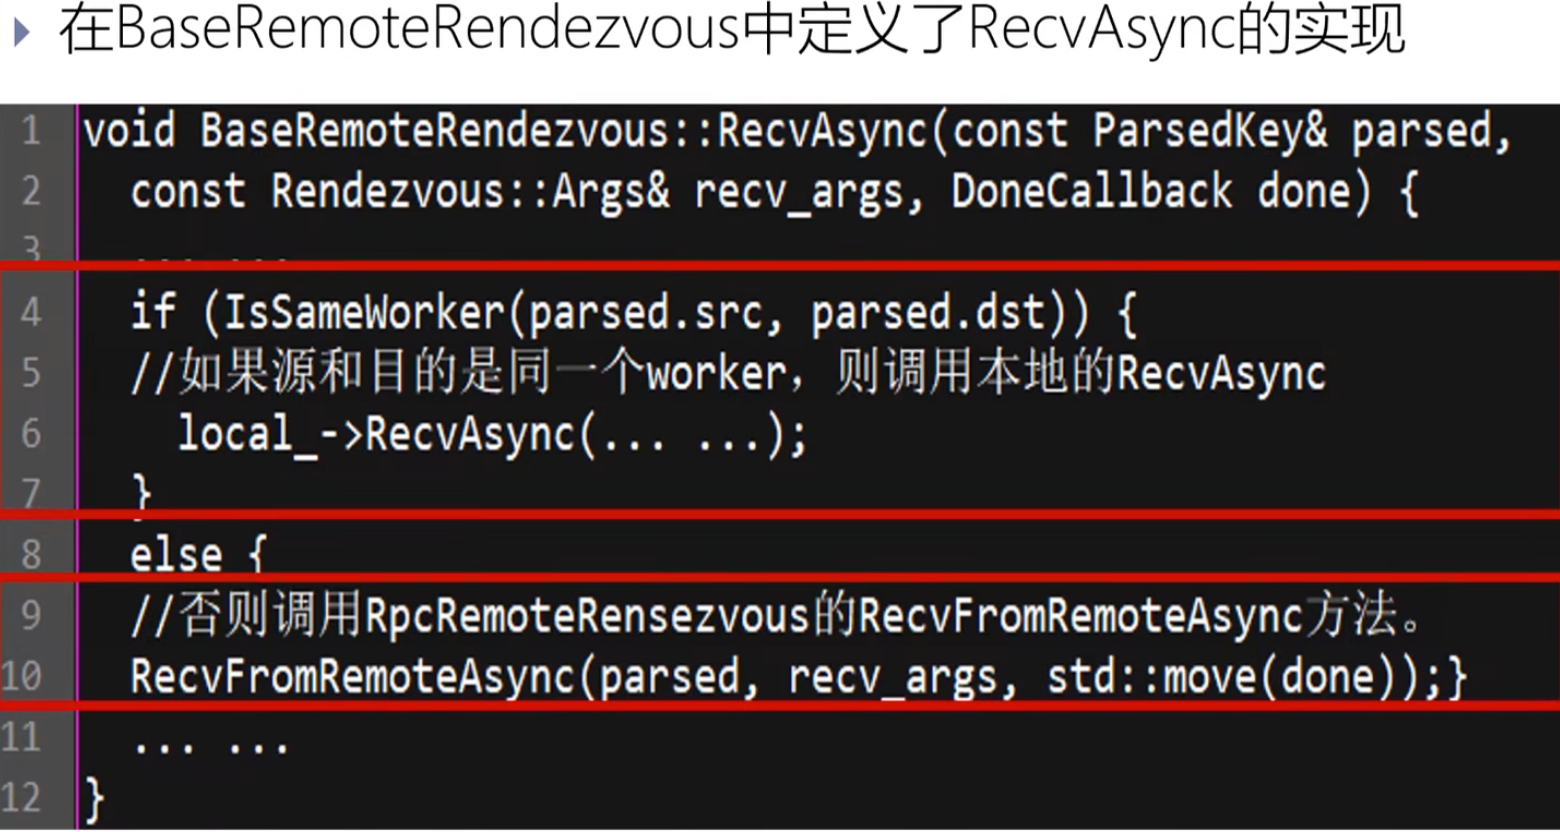 在BaseRemoteRendezvous中定义了RecvAsync的实现
1 void BaseRemoteRendezvous::RecvAsync(const ParsedKey& parsed,
2 const Rendezvous::Args& recv_args, DoneCallback done) {
3 ... ...
4 if (IsSameWorker(parsed.src, parsed.dst)) {
5 //如果源和目的是同一个worker，则调用本地的RecvAsync
6 local_->RecvAsync(... ...);
7 }
8 else {
9 //否则调用RpcRemoteRensezvous的RecvFromRemoteAsync方法。
10 RecvFromRemoteAsync(parsed, recv_args, std::move(done));}
11 ... ...
12 }